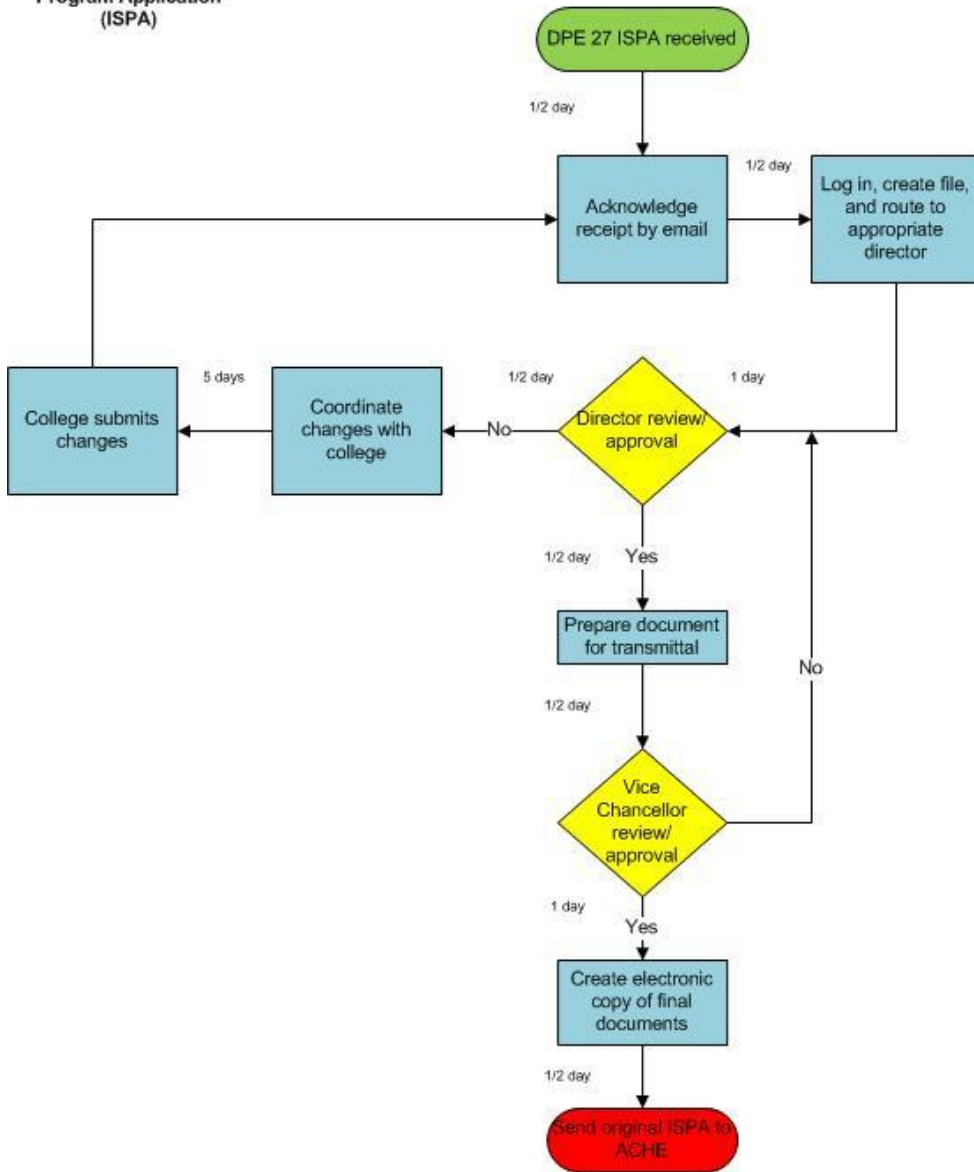 Program Application
(ISPA)
DPE 27 ISPA received
1/2 day
Acknowledge
receipt by email
1/2 day
Log in, create file,
and route to
appropriate
director
College submits
changes
5 days
Coordinate
changes with
college
1/2 day
No
Director review/
approval
1 day
1/2 day
Yes
Prepare document
for transmittal
No
1/2 day
Vice
Chancellor
review/
approval
1 day
Yes
Create electronic
copy of final
documents
1/2 day
Send original ISPA to
ACHE